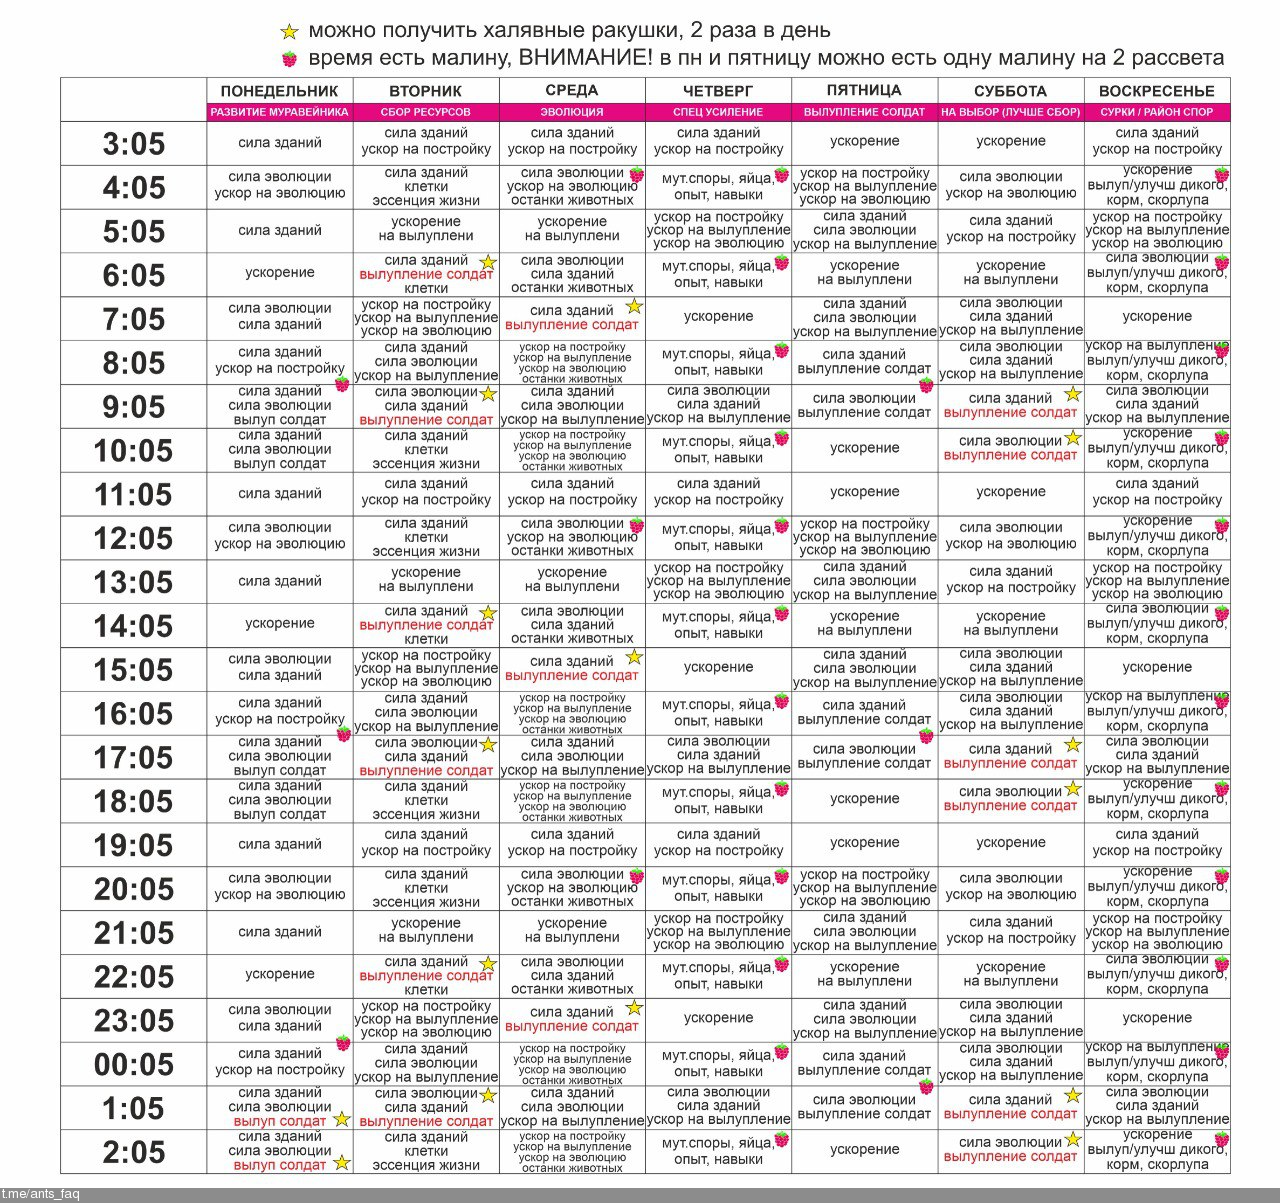 можно получить халявные ракушки, 2 раза в день
время есть малину, ВНИМАНИЕ! в пн и пятницу можно есть одну малину на 2 рассвета
ПОНЕДЕЛЬНИК ВТОРНИК СРЕДА ЧЕТВЕРГ ПЯТНИЦА СУББОТА ВОСКРЕСЕНЬЕ
РАЗВИТИЕ МУРАВЕЙНИКА СБОР РЕСУРСОВ ЭВОЛЮЦИЯ СПЕЦ УСИЛЕНИЕ ВЫЛУПЛЕНИЕ СОЛДАТ НА ВЫБОР (ЛУЧШЕ СБОР) СУРКИ / РАЙОН СПОР
3:05
сила зданий
сила зданий
ускор на постройку
сила зданий
ускор на постройку
сила зданий
ускор на постройку
ускорение
ускорение
сила зданий
ускор на постройку
4:05
сила эволюции
ускор на эволюцию
сила зданий
клетки
эссенция жизни
сила эволюции
ускор на эволюцию
останки животных
мут.споры, яйца,
опыт, навыки
ускор на постройку
ускор на вылупление
ускор на эволюцию
сила эволюции
ускор на эволюцию
ускорение
вылуп/улучш дикого,
корм, скорлупа
5:05
сила зданий
ускорение
на вылуплени
ускорение
на вылуплени
ускор на постройку
ускор на вылупление
ускор на эволюцию
сила зданий
сила эволюции
ускор на вылупление
сила зданий
ускор на постройку
ускор на постройку
ускор на вылупление
ускор на эволюцию
6:05
ускорение
сила зданий
вылупление солдат
клетки
сила эволюции
сила зданий
останки животных
мут.споры, яйца,
опыт, навыки
ускорение
на вылуплени
ускорение
на вылуплени
сила эволюции
вылуп/улучш дикого,
корм, скорлупа
7:05
сила эволюции
сила зданий
ускор на постройку
ускор на вылупление
ускор на эволюцию
сила зданий
вылупление солдат
ускорение
сила зданий
сила эволюции
ускор на вылупление
сила эволюции
сила зданий
ускор на вылупление
ускорение
8:05
сила зданий
ускор на постройку
сила зданий
сила эволюции
ускор на вылупление
ускор на постройку
ускор на вылупление
ускор на эволюцию
останки животных
мут.споры, яйца,
опыт, навыки
сила зданий
вылупление солдат
сила эволюции
сила зданий
ускор на вылупление
ускор на вылупление
вылуп/улучш дикого,
корм, скорлупа
9:05
сила зданий
сила эволюции
вылуп солдат
сила эволюции
сила зданий
вылупление солдат
сила зданий
сила эволюции
ускор на вылупление
сила эволюции
сила зданий
ускор на вылупление
сила эволюции
вылупление солдат
сила зданий
вылупление солдат
сила эволюции
сила зданий
ускор на вылупление
10:05
сила зданий
сила эволюции
вылуп солдат
сила зданий
клетки
эссенция жизни
ускор на постройку
ускор на вылупление
ускор на эволюцию
останки животных
мут.споры, яйца,
опыт, навыки
ускорение
сила эволюции
вылупление солдат
ускорение
вылуп/улучш дикого,
корм, скорлупа
11:05
сила зданий
сила зданий
ускор на постройку
сила зданий
ускор на постройку
сила зданий
ускор на постройку
ускорение
ускорение
сила зданий
ускор на постройку
12:05
сила эволюции
ускор на эволюцию
сила зданий
клетки
эссенция жизни
сила эволюции
ускор на эволюцию
останки животных
мут.споры, яйца,
опыт, навыки
ускор на постройку
ускор на вылупление
ускор на эволюцию
сила эволюции
ускор на эволюцию
ускорение
вылуп/улучш дикого,
корм, скорлупа
13:05
сила зданий
ускорение
на вылуплени
ускорение
на вылуплени
ускор на постройку
ускор на вылупление
ускор на эволюцию
сила зданий
сила эволюции
ускор на вылупление
сила зданий
ускор на постройку
ускор на постройку
ускор на вылупление
ускор на эволюцию
14:05
ускорение
сила зданий
вылупление солдат
клетки
сила эволюции
сила зданий
останки животных
мут.споры, яйца,
опыт, навыки
ускорение
на вылуплени
ускорение
на вылуплени
сила эволюции
вылуп/улучш дикого,
корм, скорлупа
15:05
сила эволюции
сила зданий
ускор на постройку
ускор на вылупление
ускор на эволюцию
сила зданий
вылупление солдат
ускорение
сила зданий
сила эволюции
ускор на вылупление
сила эволюции
сила зданий
ускор на вылупление
ускорение
16:05
сила зданий
ускор на постройку
сила зданий
сила эволюции
ускор на вылупление
ускор на постройку
ускор на вылупление
ускор на эволюцию
останки животных
мут.споры, яйца,
опыт, навыки
сила зданий
вылупление солдат
сила эволюции
сила зданий
ускор на вылупление
ускор на вылупление
вылуп/улучш дикого,
корм, скорлупа
17:05
сила зданий
сила эволюции
вылуп солдат
сила эволюции
сила зданий
вылупление солдат
сила зданий
сила эволюции
ускор на вылупление
сила эволюции
сила зданий
ускор на вылупление
сила эволюции
вылупление солдат
сила зданий
вылупление солдат
сила эволюции
сила зданий
ускор на вылупление
18:05
сила зданий
сила эволюции
вылуп солдат
сила зданий
клетки
эссенция жизни
ускор на постройку
ускор на вылупление
ускор на эволюцию
останки животных
мут.споры, яйца,
опыт, навыки
ускорение
сила эволюции
вылупление солдат
ускорение
вылуп/улучш дикого,
корм, скорлупа
19:05
сила зданий
сила зданий
ускор на постройку
сила зданий
ускор на постройку
сила зданий
ускор на постройку
ускорение
ускорение
сила зданий
ускор на постройку
20:05
сила эволюции
ускор на эволюцию
сила зданий
клетки
эссенция жизни
сила эволюции
ускор на эволюцию
останки животных
мут.споры, яйца,
опыт, навыки
ускор на постройку
ускор на вылупление
ускор на эволюцию
сила эволюции
ускор на эволюцию
ускорение
вылуп/улучш дикого,
корм, скорлупа
21:05
сила зданий
ускорение
на вылуплени
ускорение
на вылуплени
ускор на постройку
ускор на вылупление
ускор на эволюцию
сила зданий
сила эволюции
ускор на вылупление
сила зданий
ускор на постройку
ускор на постройку
ускор на вылупление
ускор на эволюцию
22:05
ускорение
сила зданий
вылупление солдат
клетки
сила эволюции
сила зданий
останки животных
мут.споры, яйца,
опыт, навыки
ускорение
на вылуплени
ускорение
на вылуплени
сила эволюции
вылуп/улучш дикого,
корм, скорлупа
23:05
сила эволюции
сила зданий
ускор на постройку
ускор на вылупление
ускор на эволюцию
сила зданий
вылупление солдат
ускорение
сила зданий
сила эволюции
ускор на вылупление
сила эволюции
сила зданий
ускор на вылупление
ускорение
00:05
сила зданий
ускор на постройку
сила зданий
сила эволюции
ускор на вылупление
ускор на постройку
ускор на вылупление
ускор на эволюцию
останки животных
мут.споры, яйца,
опыт, навыки
сила зданий
вылупление солдат
сила эволюции
сила зданий
ускор на вылупление
ускор на вылупление
вылуп/улучш дикого,
корм, скорлупа
1:05
сила зданий
сила эволюции
вылуп солдат
сила эволюции
сила зданий
вылупление солдат
сила зданий
сила эволюции
ускор на вылупление
сила эволюции
сила зданий
ускор на вылупление
сила эволюции
вылупление солдат
сила зданий
вылупление солдат
сила эволюции
сила зданий
ускор на вылупление
2:05
сила зданий
сила эволюции
вылуп солдат
сила зданий
клетки
эссенция жизни
ускор на постройку
ускор на вылупление
ускор на эволюцию
останки животных
мут.споры, яйца,
опыт, навыки
ускорение
сила эволюции
вылупление солдат
ускорение
вылуп/улучш дикого,
корм, скорлупа
t.me/ants_faq